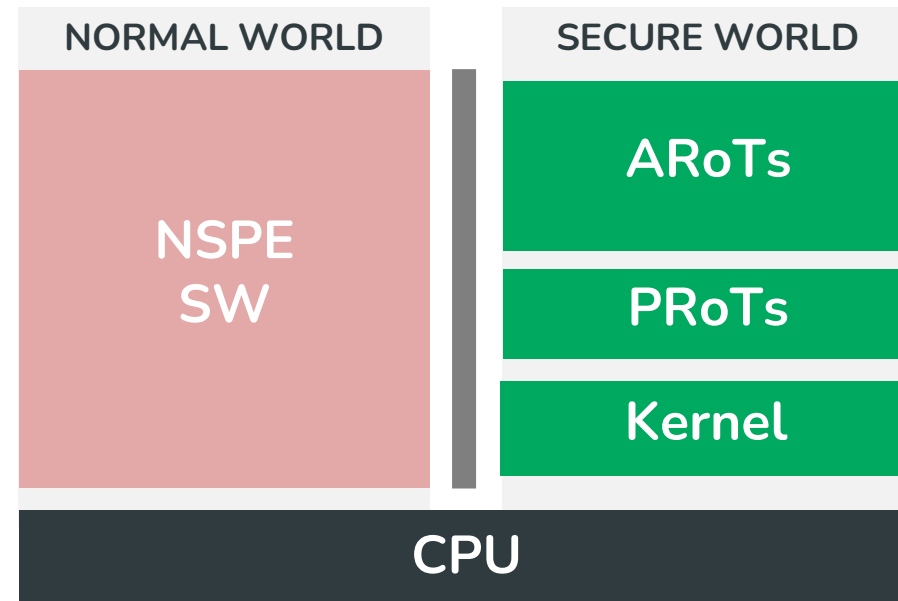 NORMAL WORLD
SECURE WORLD
NSPE
SW
ARoTs
PRoTs
Kernel
CPU